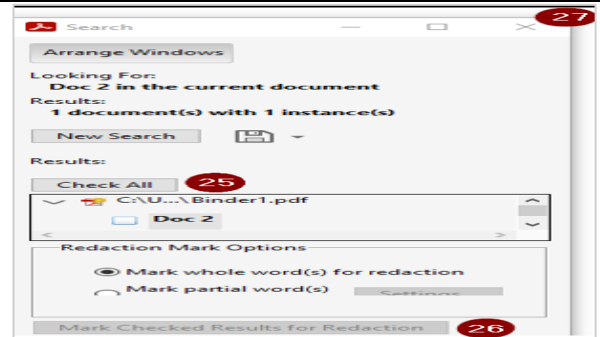 27
Search
Arrange Windows
Looking For:
Doc 2 in the current document
Results:
1 document(s) with 1 instance(s)
New Search
Results:
Check All 25
C:\U...\Binder1.pdf
Doc 2
Redaction Mark Options
Mark whole word(s) for redaction
Mark partial word(s) Settings
Mark Checked Results for Redaction 26